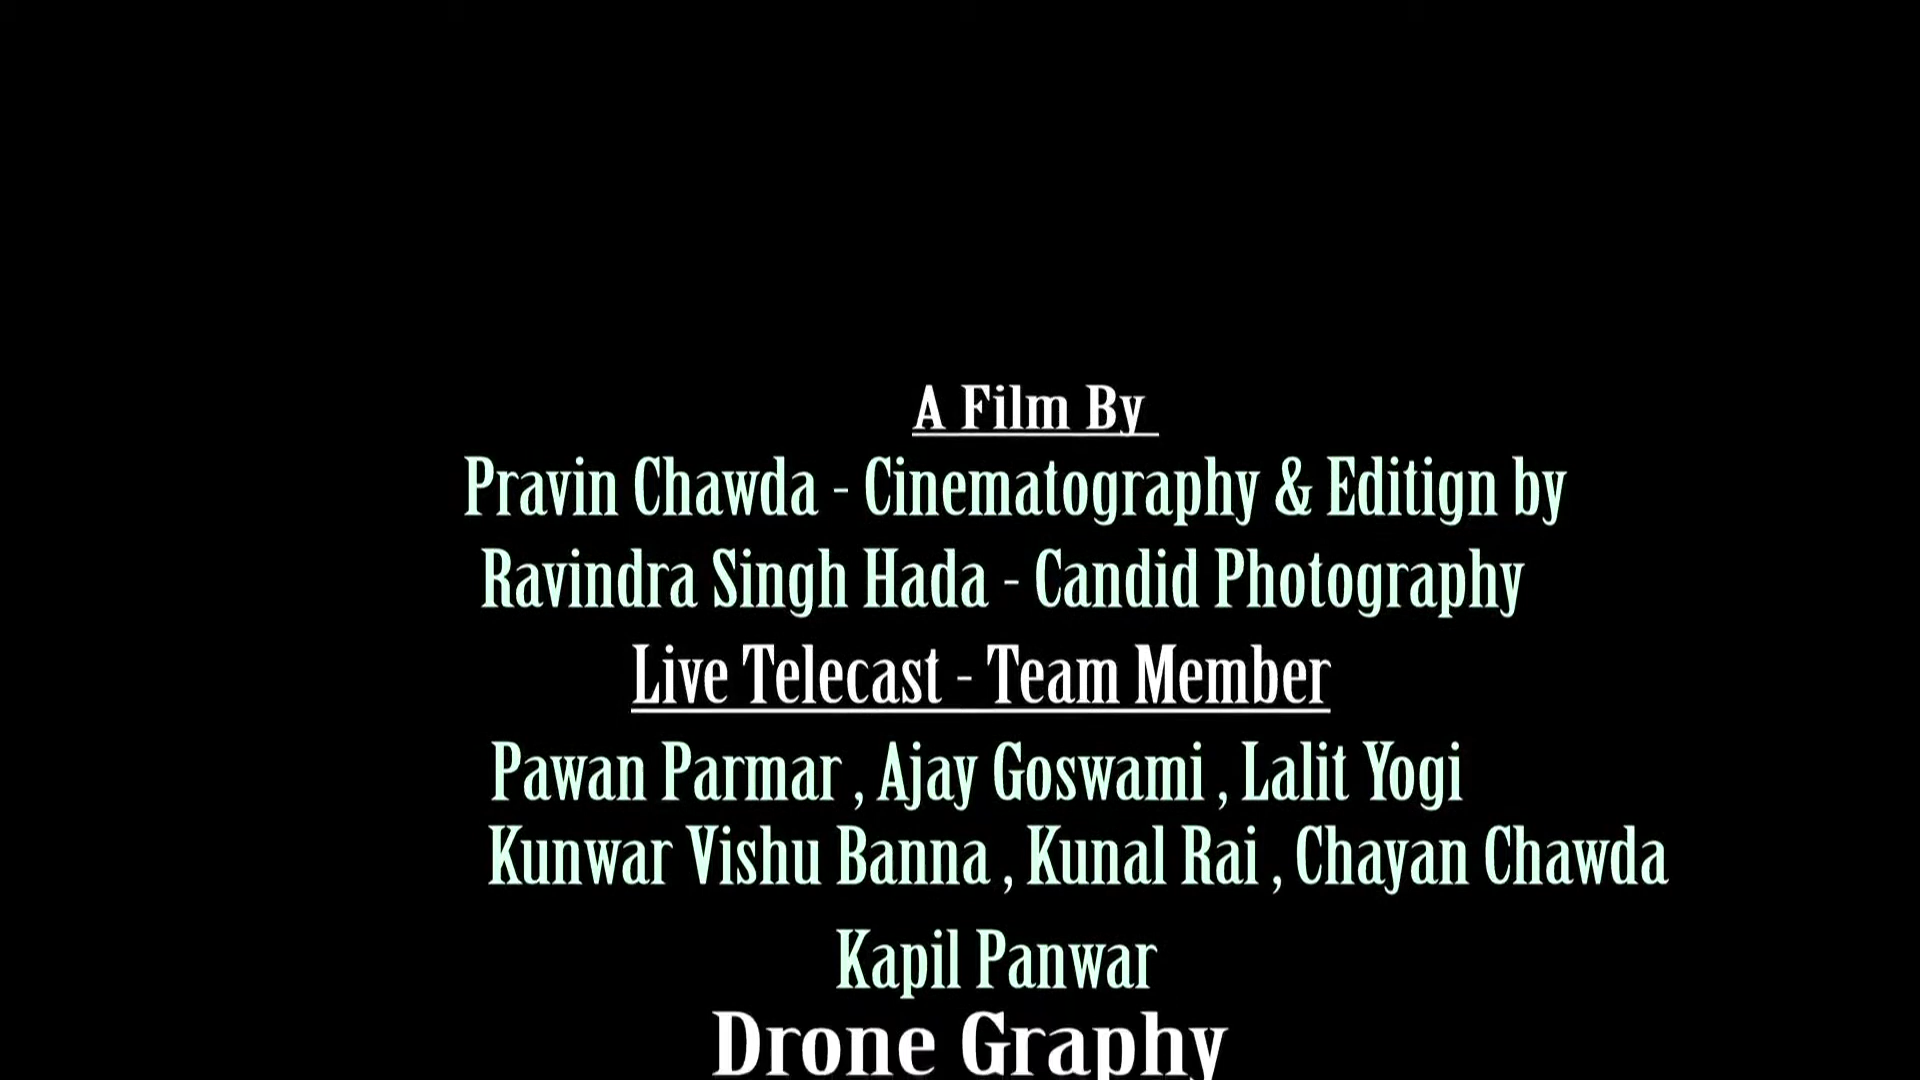 A Film By
Pravin Chawda - Cinematography & Editign by
Ravindra Singh Hada - Candid Photography
Live Telecast - Team Member
Pawan Parmar , Ajay Goswami , Lalit Yogi
Kunwar Vishu Banna , Kunal Rai , Chayan Chawda
Kapil Panwar
Drone Graphy